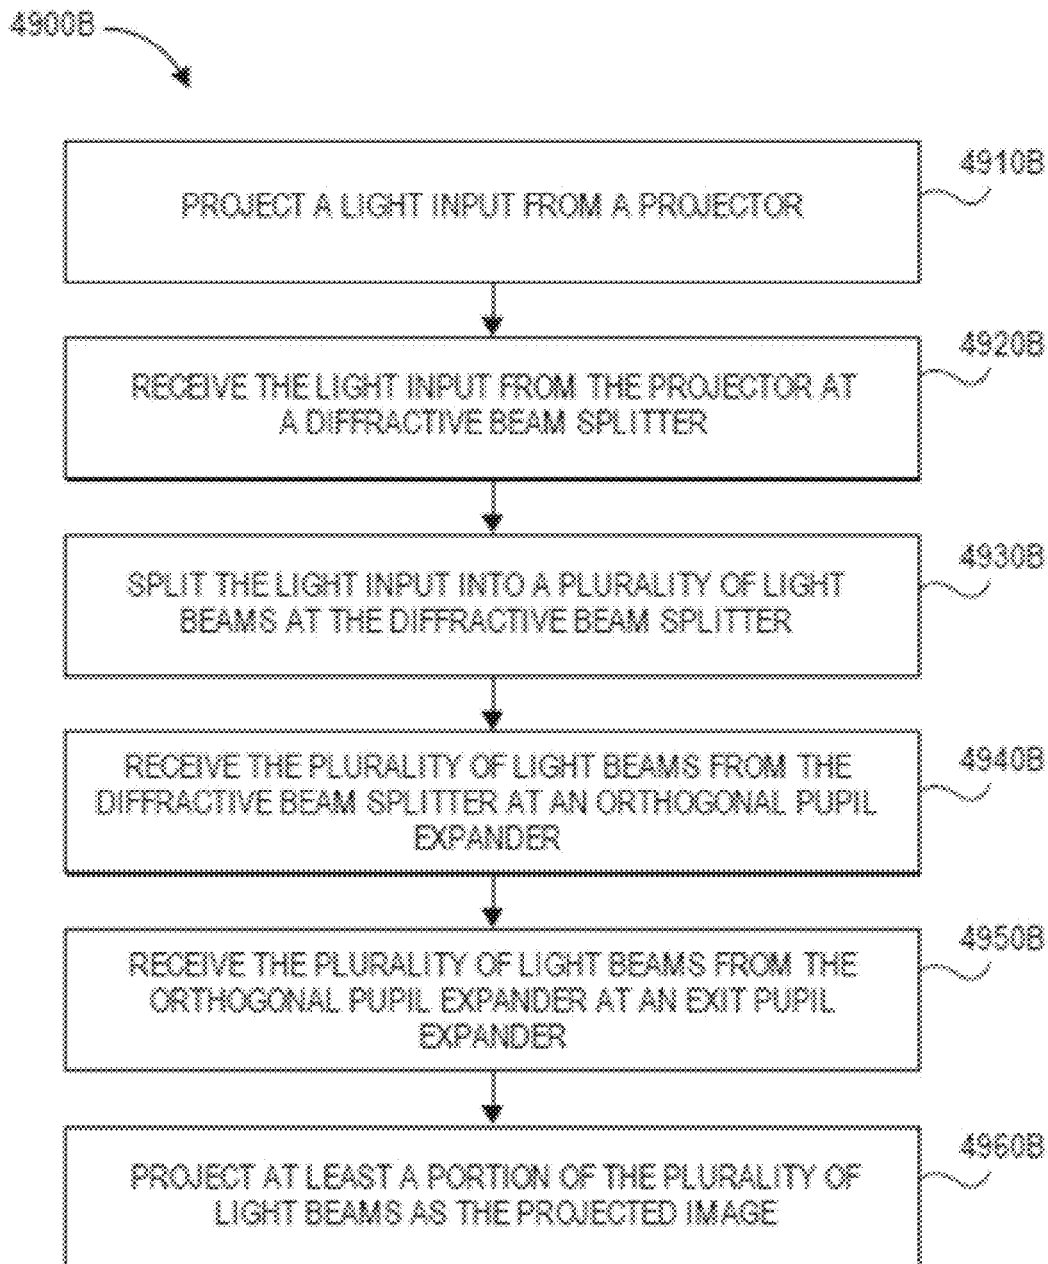 4900B
4910B
PROJECT A LIGHT INPUT FROM A PROJECTOR
4920B
RECEIVE THE LIGHT INPUT FROM THE PROJECTOR AT
A DIFFRACTIVE BEAM SPLITTER
4930B
SPLIT THE LIGHT INPUT INTO A PLURALITY OF LIGHT
BEAMS AT THE DIFFRACTIVE BEAM SPLITTER
4940B
RECEIVE THE PLURALITY OF LIGHT BEAMS FROM THE
DIFFRACTIVE BEAM SPLITTER AT AN ORTHOGONAL PUPIL
EXPANDER
4950B
RECEIVE THE PLURALITY OF LIGHT BEAMS FROM THE
ORTHOGONAL PUPIL EXPANDER AT AN EXIT PUPIL
EXPANDER
4960B
PROJECT AT LEAST A PORTION OF THE PLURALITY OF
LIGHT BEAMS AS THE PROJECTED IMAGE